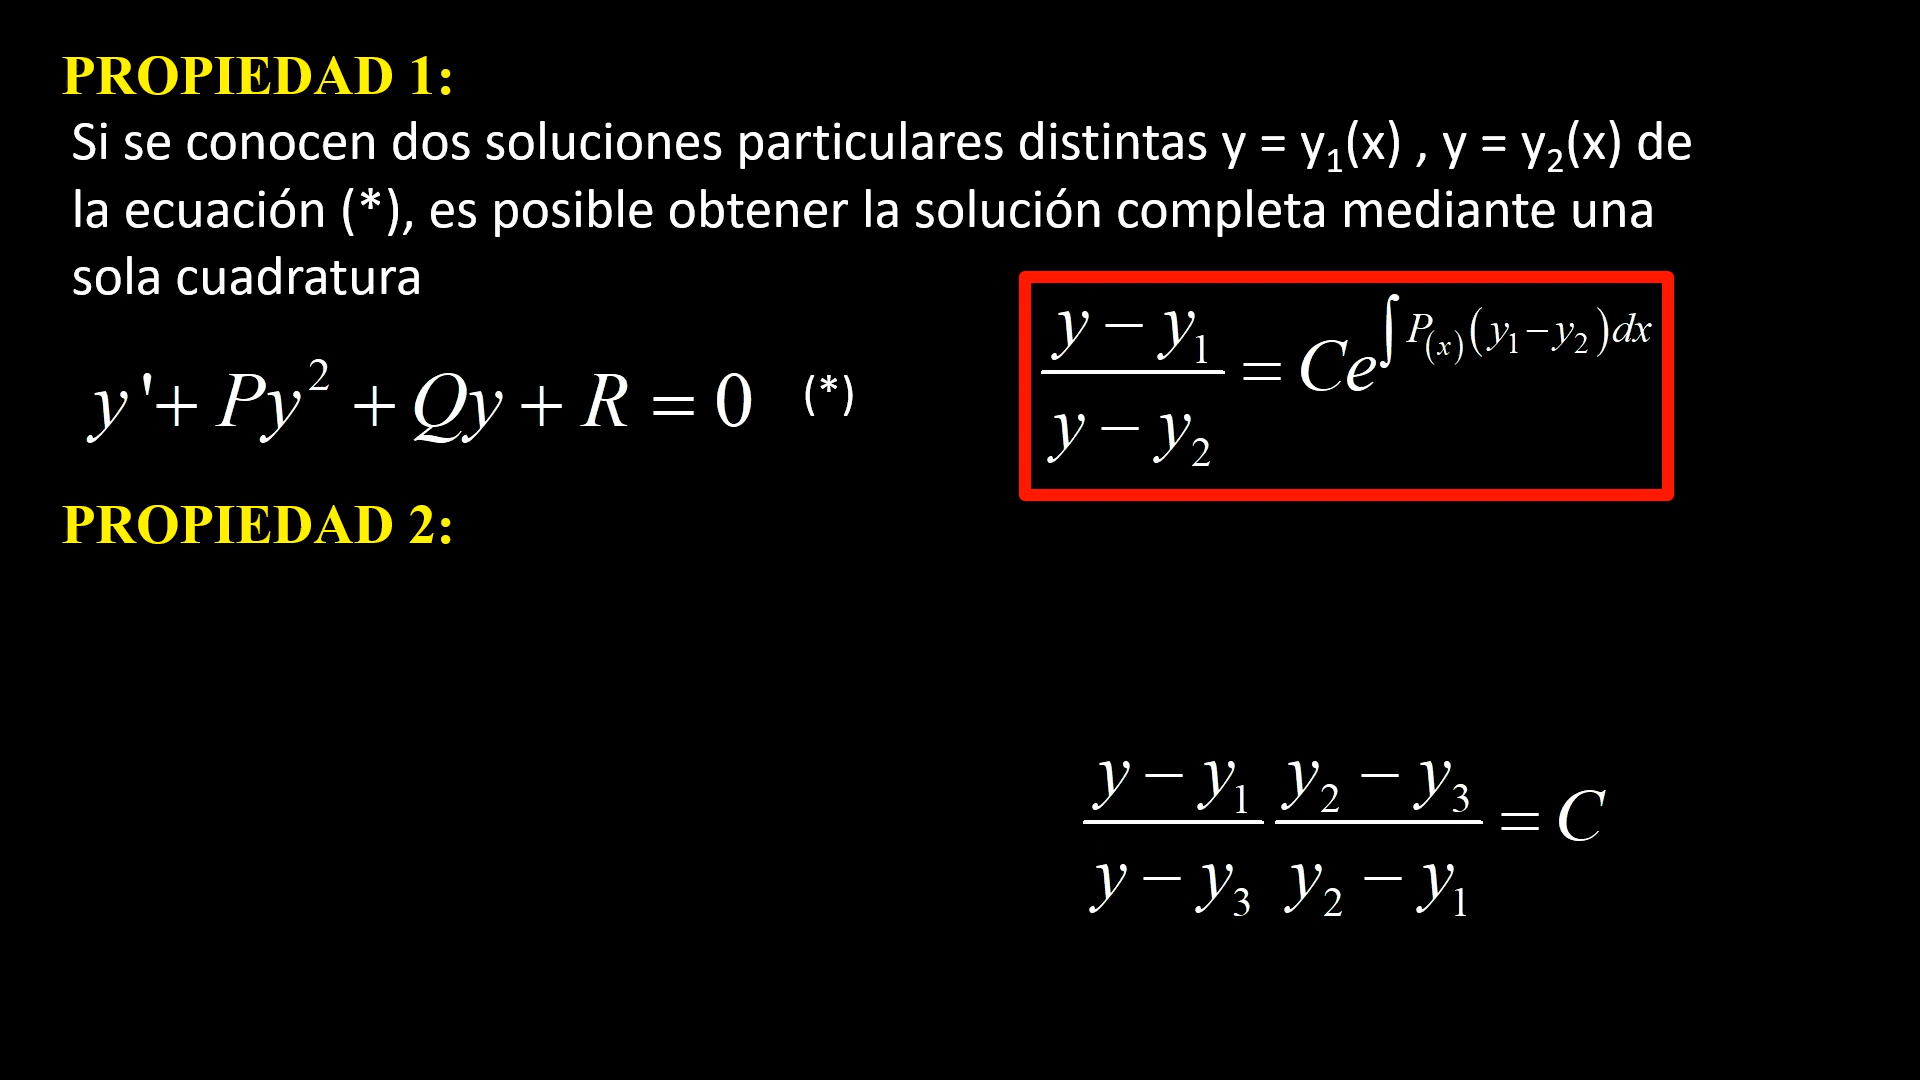 PROPIEDAD 1:
Si se conocen dos soluciones particulares distintas y = y₁(x) , y = y₂(x) de
la ecuación (*), es posible obtener la solución completa mediante una
sola cuadratura
y'+ Py² + Qy + R = 0 (*)
(y − y₁)/(y − y₂) = Ce^(∫P₍ₓ₎(y₁−y₂)dx)
PROPIEDAD 2:
(y − y₁)/(y − y₃) (y₂ − y₃)/(y₂ − y₁) = C